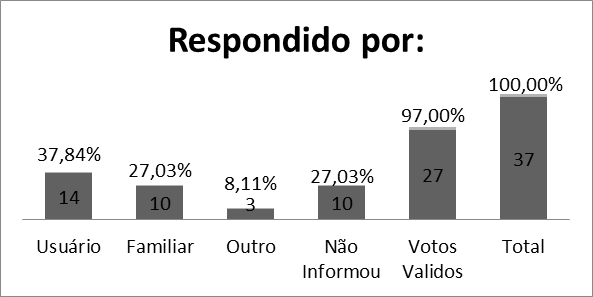 Respondido por:
37,84%
27,03%
8,11%
27,03%
97,00%
100,00%
14
10
3
10
27
37
Usuário
Familiar
Outro
Não
Informou
Votos
Validos
Total